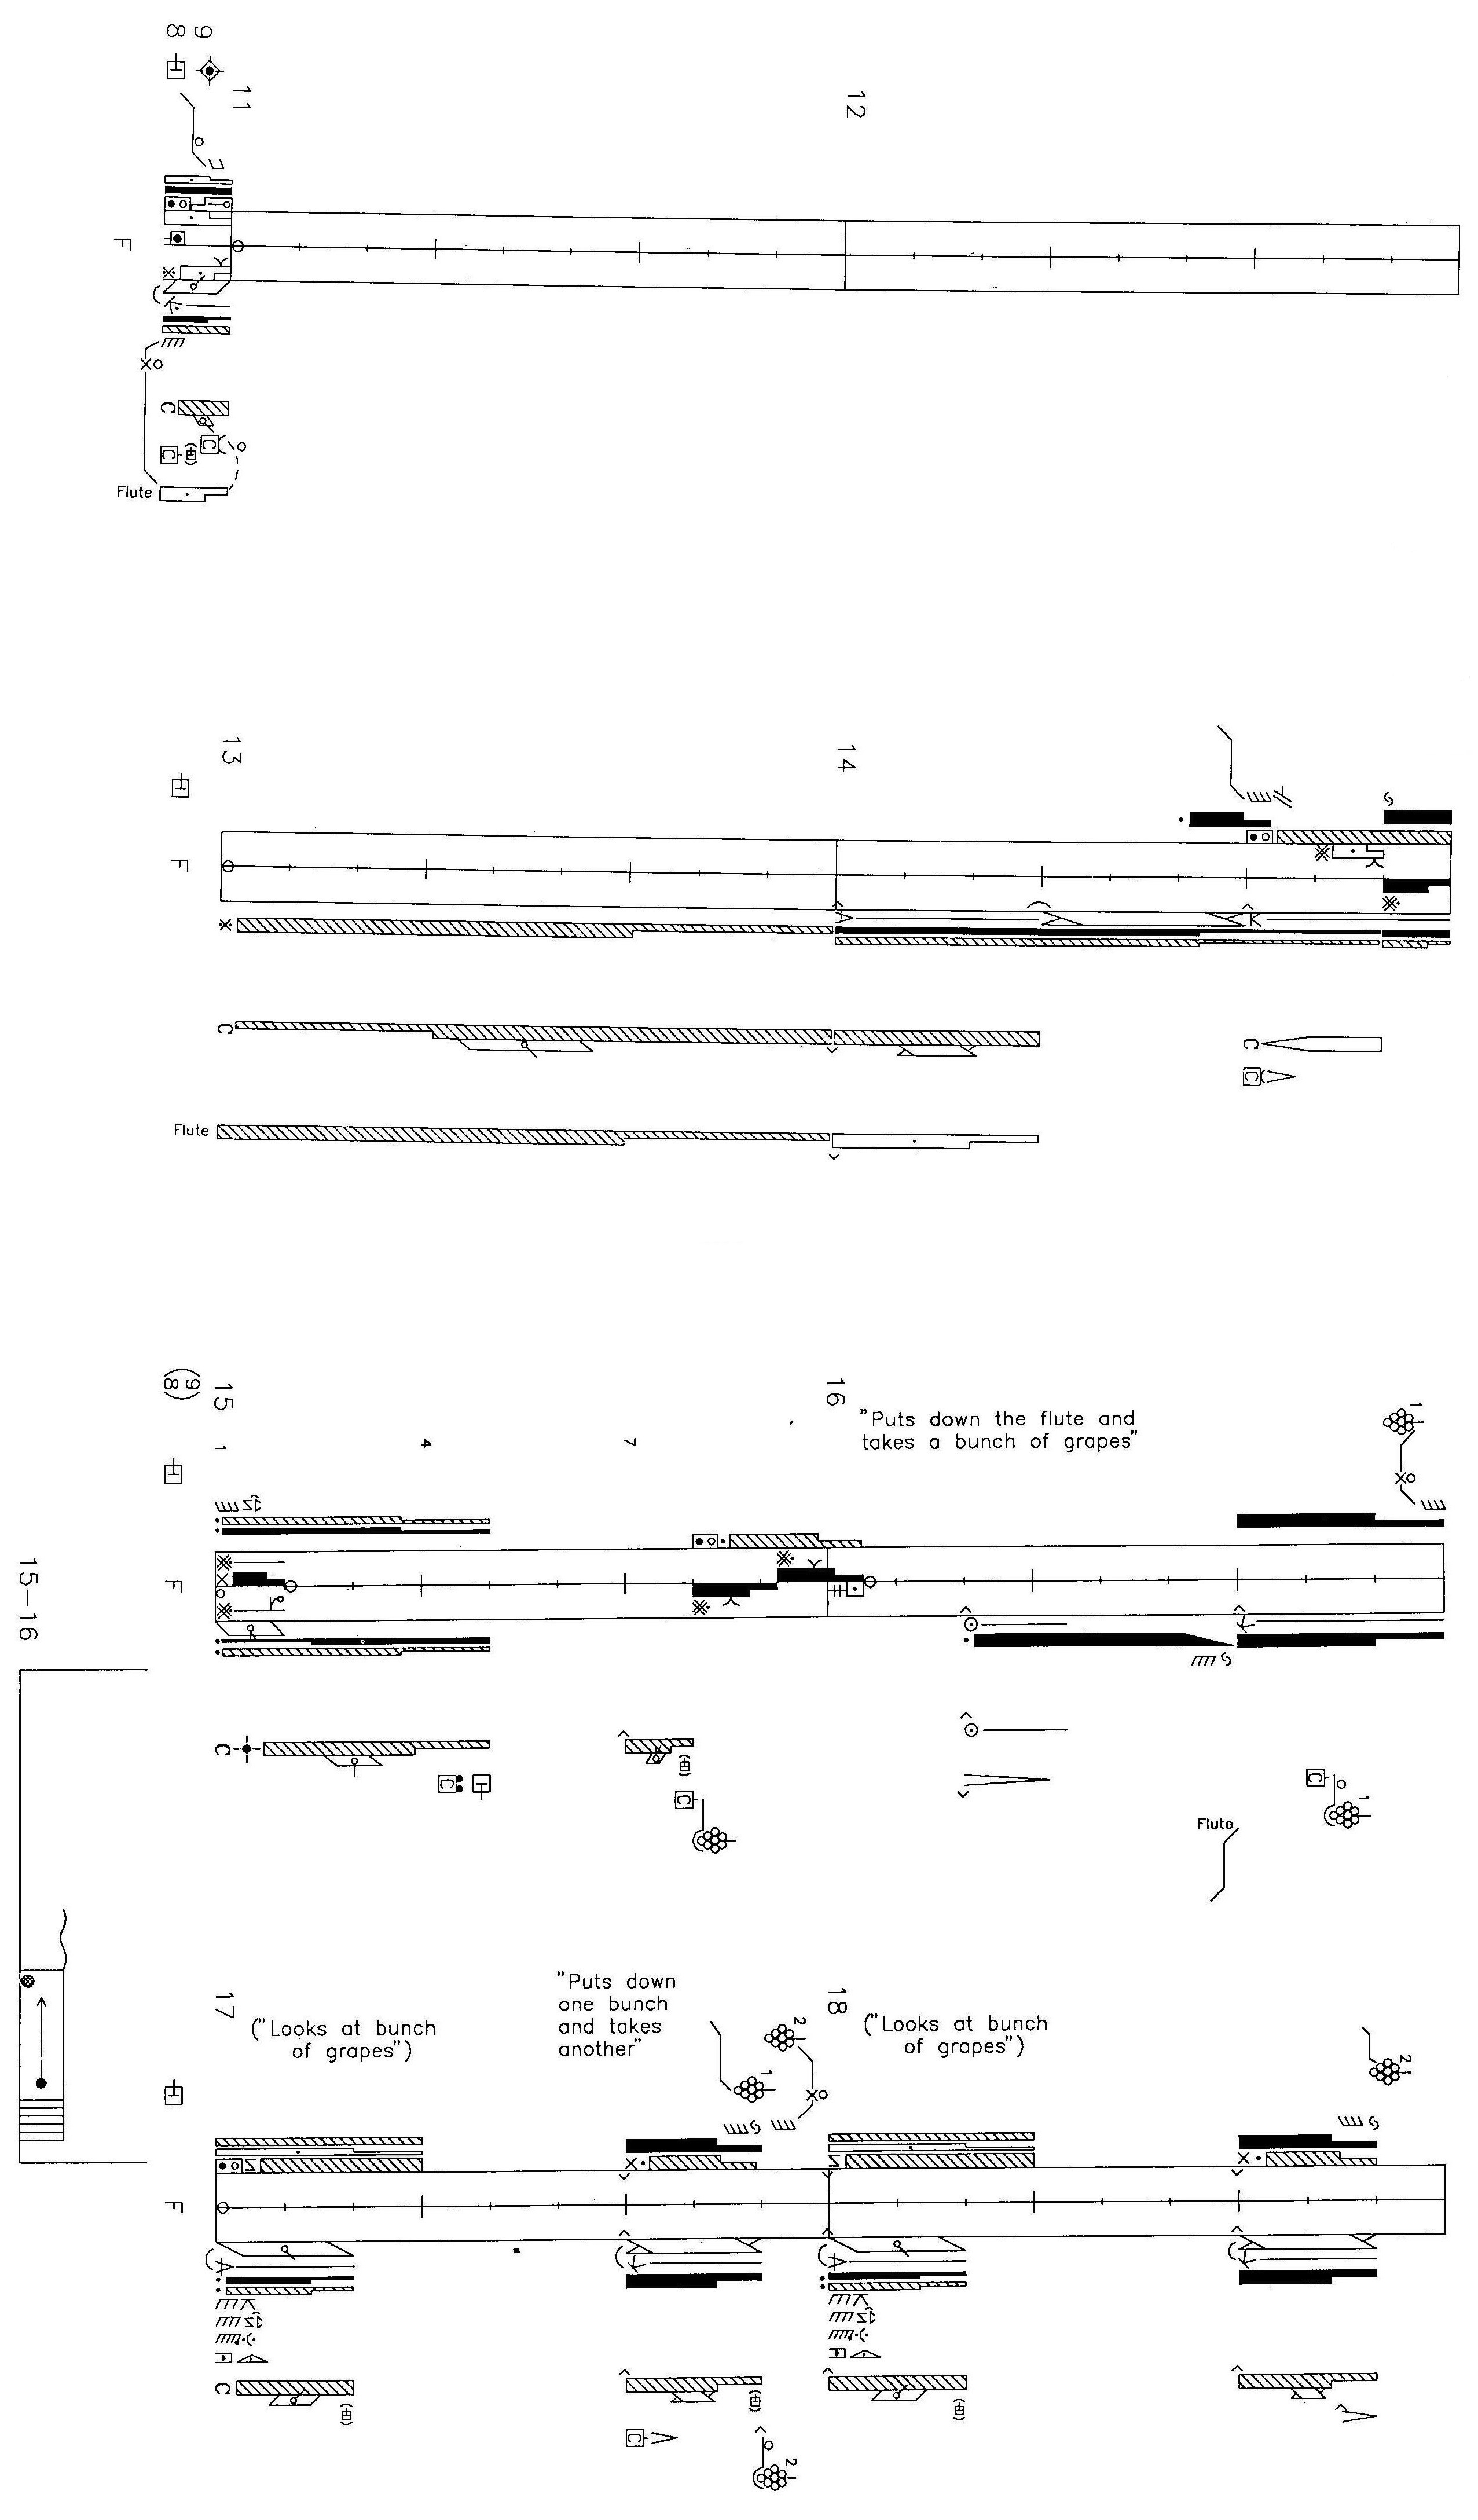 9
8
11
12
F
C
C
C
Flute
13
14
F
C
C
Flute
(9
8)
15
16
"Puts down the flute and
takes a bunch of grapes"
1
1
4
7
F
15-16
C
C
C
C
1
Flute
17
("Looks at bunch
of grapes")
"Puts down
one bunch
and takes
another"
2
1
18
("Looks at bunch
of grapes")
2
F
C
C
2